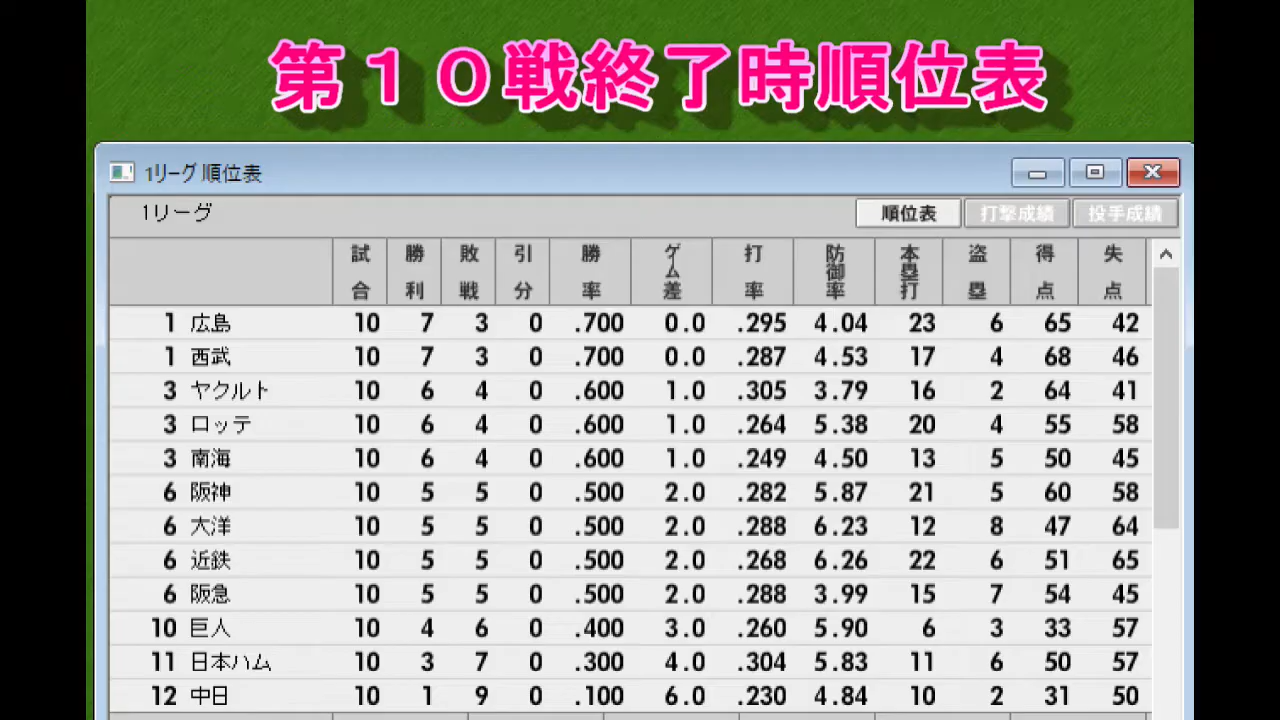 第１０戦終了時順位表
1リーグ 順位表
1リーグ 順位表 打撃成績 投手成績
試合 勝利 敗戦 引分 勝率 ゲーム差 打率 防御率 本塁打 盗塁 得点 失点
1 広島 10 7 3 0 .700 0.0 .295 4.04 23 6 65 42
1 西武 10 7 3 0 .700 0.0 .287 4.53 17 4 68 46
3 ヤクルト 10 6 4 0 .600 1.0 .305 3.79 16 2 64 41
3 ロッテ 10 6 4 0 .600 1.0 .264 5.38 20 4 55 58
3 南海 10 6 4 0 .600 1.0 .249 4.50 13 5 50 45
6 阪神 10 5 5 0 .500 2.0 .282 5.87 21 5 60 58
6 大洋 10 5 5 0 .500 2.0 .288 6.23 12 8 47 64
6 近鉄 10 5 5 0 .500 2.0 .268 6.26 22 6 51 65
6 阪急 10 5 5 0 .500 2.0 .288 3.99 15 7 54 45
10 巨人 10 4 6 0 .400 3.0 .260 5.90 6 3 33 57
11 日本ハム 10 3 7 0 .300 4.0 .304 5.83 11 6 50 57
12 中日 10 1 9 0 .100 6.0 .230 4.84 10 2 31 50